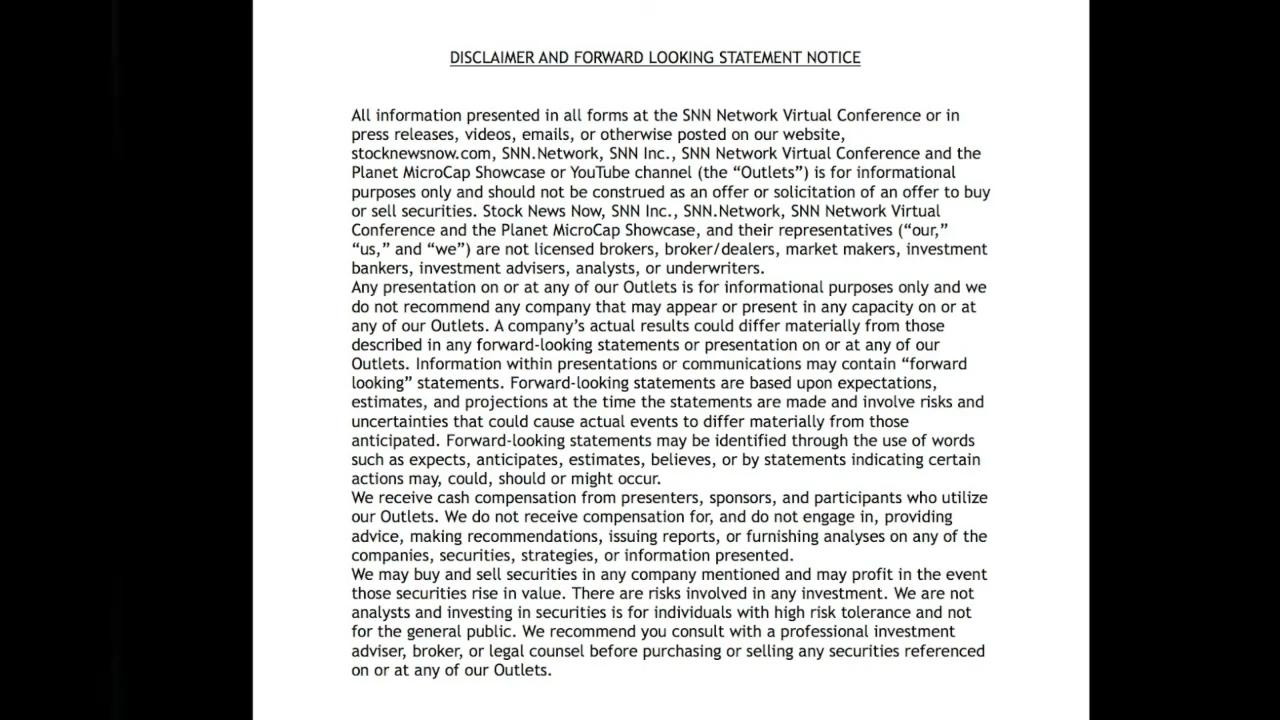 DISCLAIMER AND FORWARD LOOKING STATEMENT NOTICE
All information presented in all forms at the SNN Network Virtual Conference or in
press releases, videos, emails, or otherwise posted on our website,
stocknewsnow.com, SNN.Network, SNN Inc., SNN Network Virtual Conference and the
Planet MicroCap Showcase or YouTube channel (the “Outlets”) is for informational
purposes only and should not be construed as an offer or solicitation of an offer to buy
or sell securities. Stock News Now, SNN Inc., SNN.Network, SNN Network Virtual
Conference and the Planet MicroCap Showcase, and their representatives (“our,”
“us,” and “we”) are not licensed brokers, broker/dealers, market makers, investment
bankers, investment advisers, analysts, or underwriters.
Any presentation on or at any of our Outlets is for informational purposes only and we
do not recommend any company that may appear or present in any capacity on or at
any of our Outlets. A company’s actual results could differ materially from those
described in any forward-looking statements or presentation on or at any of our
Outlets. Information within presentations or communications may contain “forward
looking” statements. Forward-looking statements are based upon expectations,
estimates, and projections at the time the statements are made and involve risks and
uncertainties that could cause actual events to differ materially from those
anticipated. Forward-looking statements may be identified through the use of words
such as expects, anticipates, estimates, believes, or by statements indicating certain
actions may, could, should or might occur.
We receive cash compensation from presenters, sponsors, and participants who utilize
our Outlets. We do not receive compensation for, and do not engage in, providing
advice, making recommendations, issuing reports, or furnishing analyses on any of the
companies, securities, strategies, or information presented.
We may buy and sell securities in any company mentioned and may profit in the event
those securities rise in value. There are risks involved in any investment. We are not
analysts and investing in securities is for individuals with high risk tolerance and not
for the general public. We recommend you consult with a professional investment
adviser, broker, or legal counsel before purchasing or selling any securities referenced
on or at any of our Outlets.